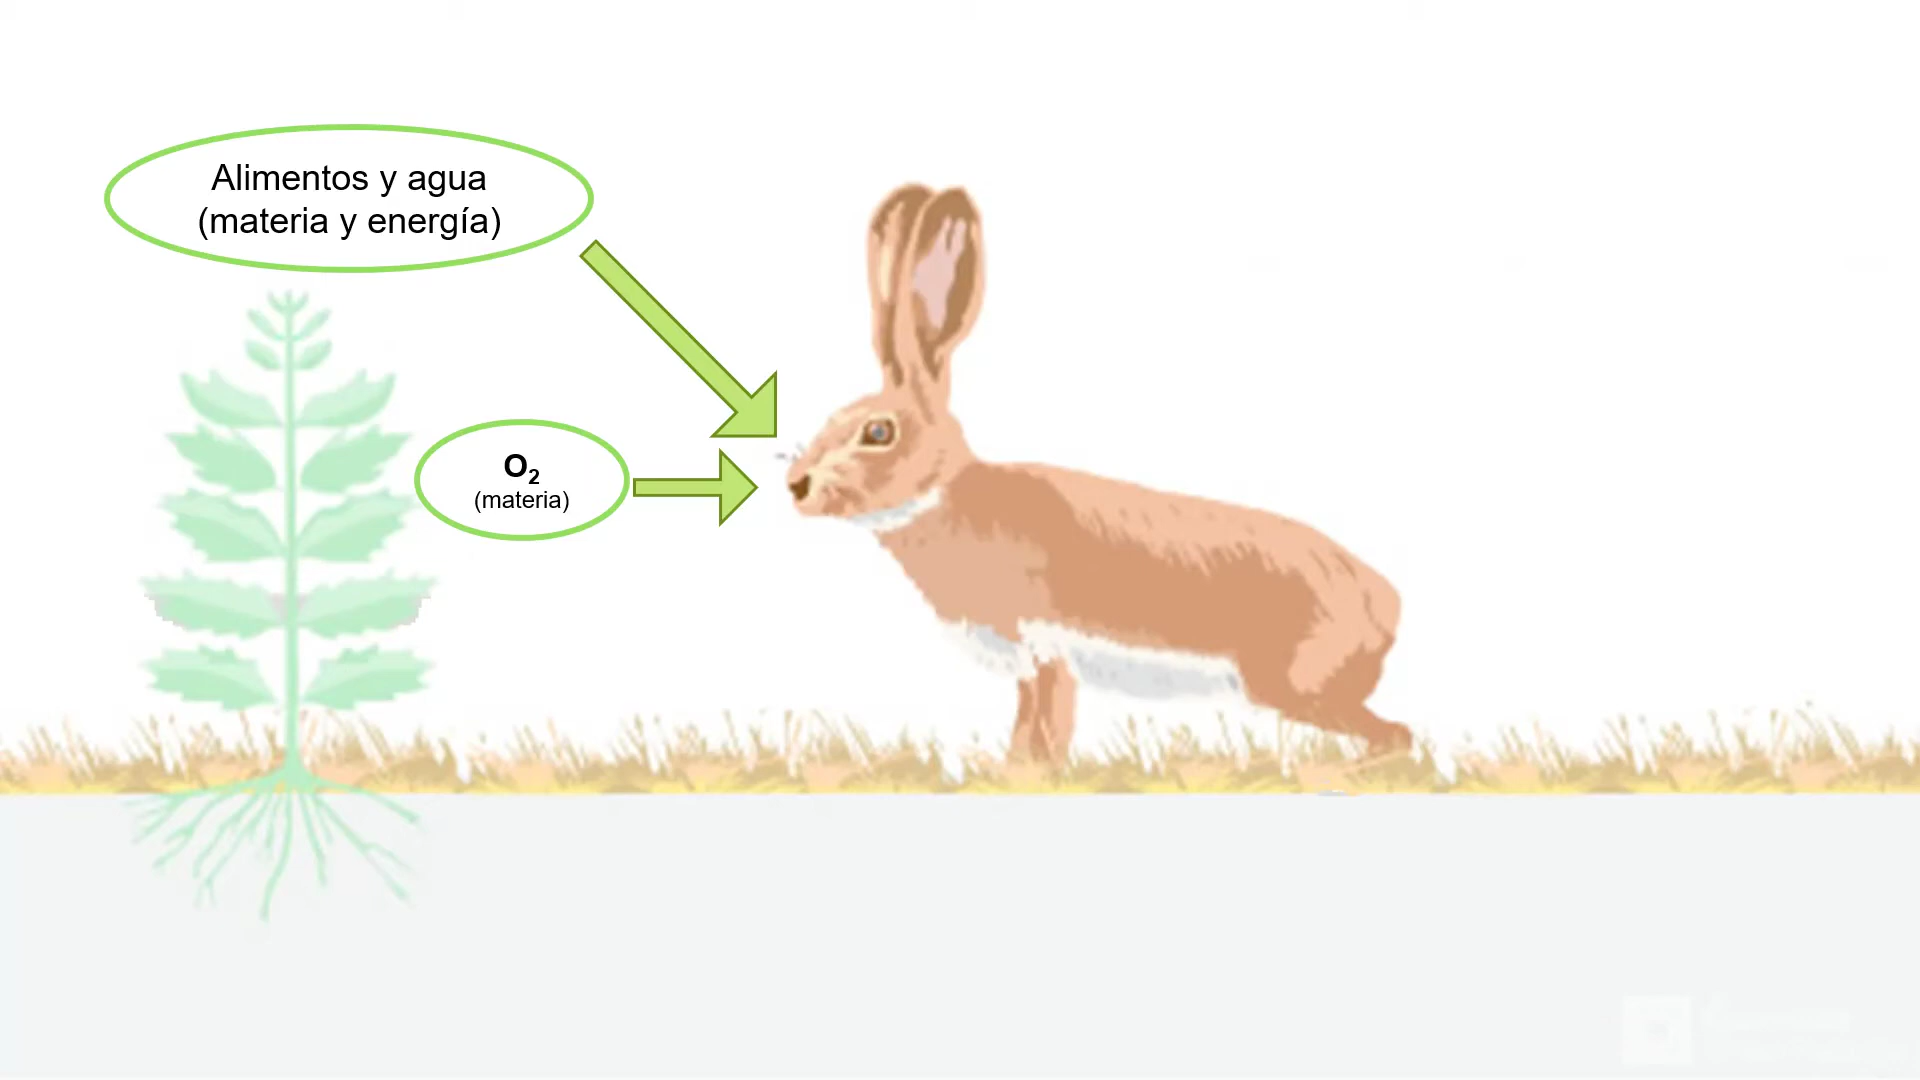 Alimentos y agua
(materia y energía)
O₂
(materia)